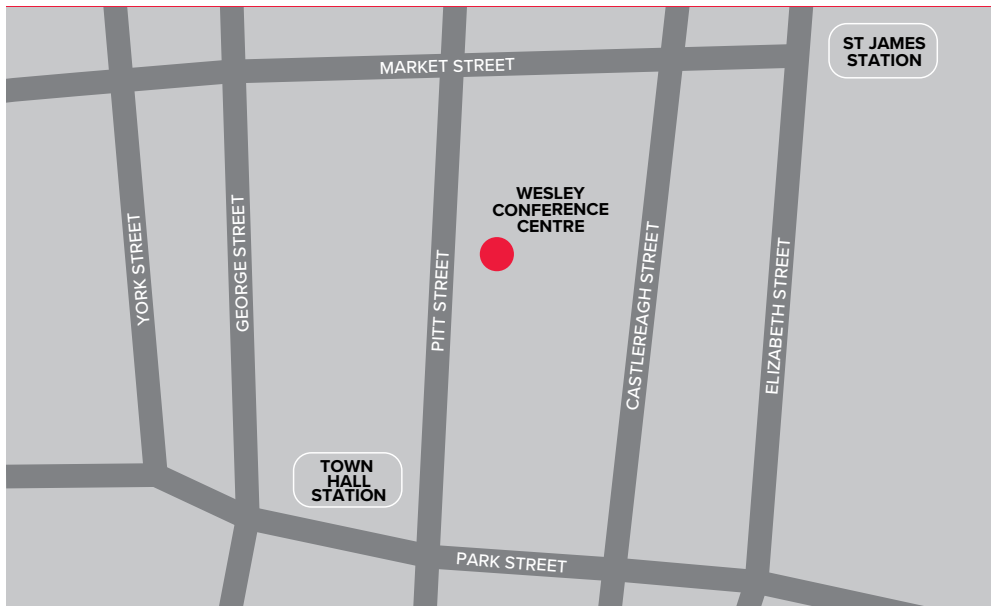 ST JAMES
STATION
MARKET STREET
WESLEY
CONFERENCE
CENTRE
YORK STREET
GEORGE STREET
PITT STREET
CASTLEREAGH STREET
ELIZABETH STREET
TOWN
HALL
STATION
PARK STREET